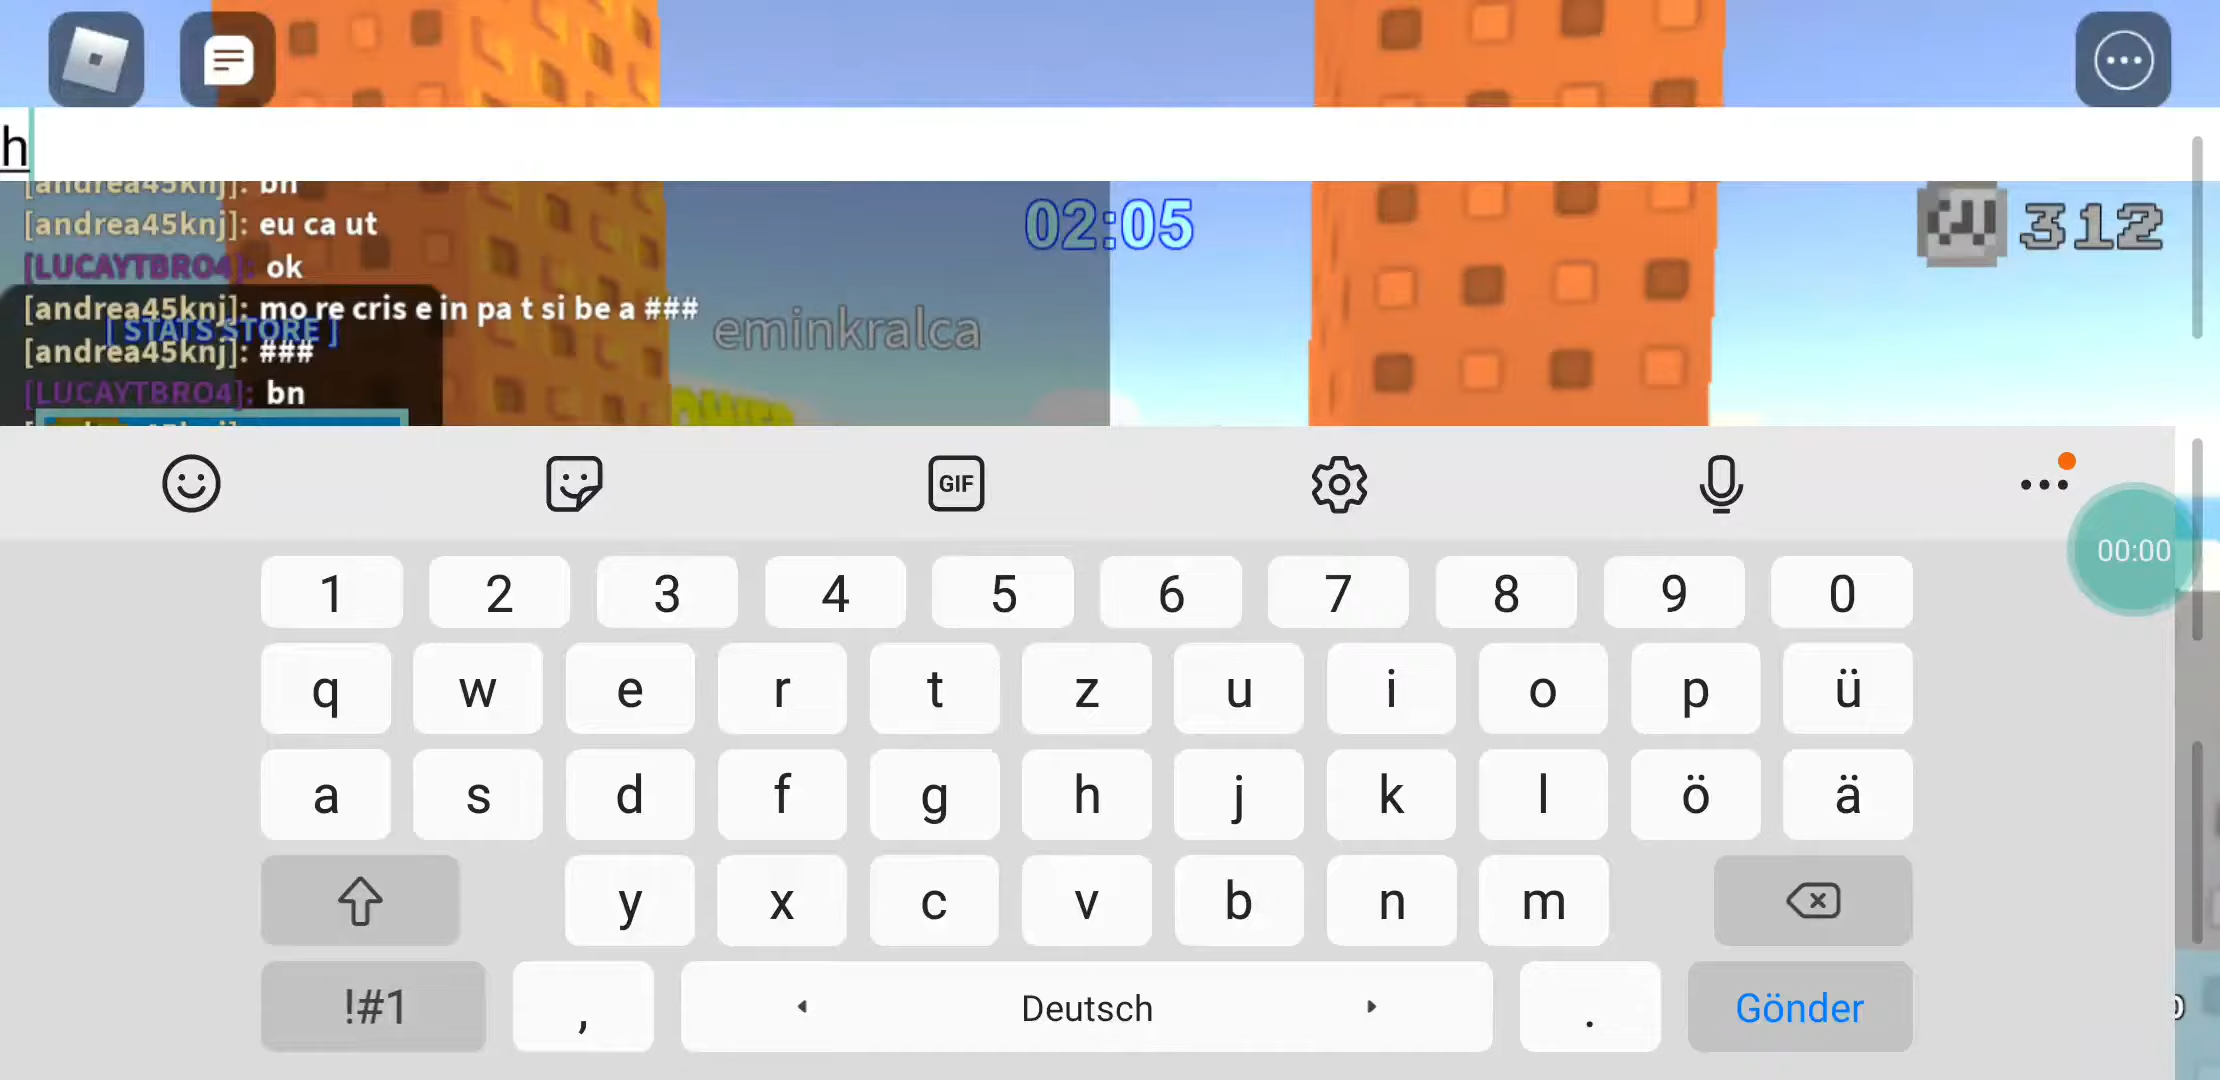 h
[andrea45knj]: bn
[andrea45knj]: eu ca ut
[LUCAYTBRO4]: ok
[andrea45knj]: mo re cris e in pa t si be a ###
[ STATS STORE ]
[andrea45knj]: ###
[LUCAYTBRO4]: bn
02:05
312
eminkralca
GIF
00:00
1 2 3 4 5 6 7 8 9 0
q w e r t z u i o p ü
a s d f g h j k l ö ä
y x c v b n m
!#1 , Deutsch . Gönder